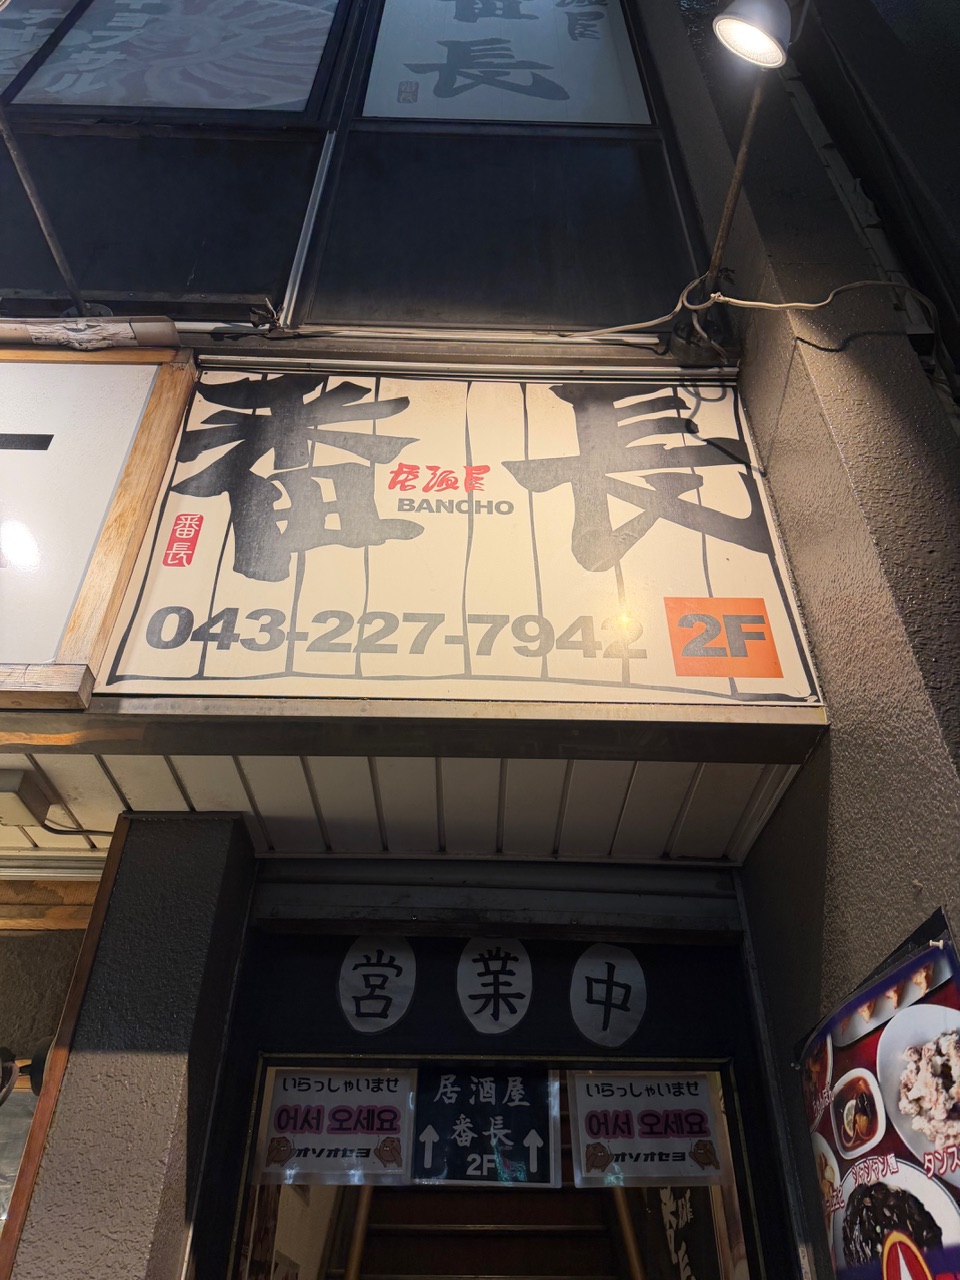 長
番長
居酒屋
BANCHO
番長
043-227-7942
2F
営業中
いらっしゃいませ
어서 오세요
オソオセヨ
居酒屋
番長
2F
いらっしゃいませ
어서 오세요
オソオセヨ